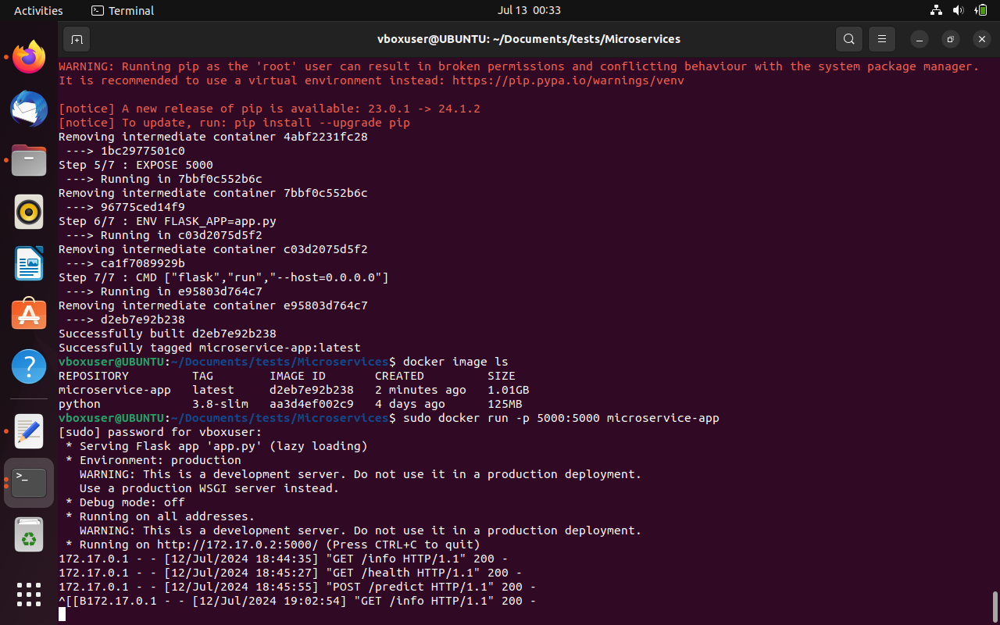 Activities
Terminal
Jul 13 00:33
vboxuser@UBUNTU: ~/Documents/tests/Microservices
WARNING: Running pip as the 'root' user can result in broken permissions and conflicting behaviour with the system package manager.
It is recommended to use a virtual environment instead: https://pip.pypa.io/warnings/venv
[notice] A new release of pip is available: 23.0.1 -> 24.1.2
[notice] To update, run: pip install --upgrade pip
Removing intermediate container 4abf2231fc28
 ---> 1bc2977501c0
Step 5/7 : EXPOSE 5000
 ---> Running in 7bbf0c552b6c
Removing intermediate container 7bbf0c552b6c
 ---> 96775ced14f9
Step 6/7 : ENV FLASK_APP=app.py
 ---> Running in c03d2075d5f2
Removing intermediate container c03d2075d5f2
 ---> ca1f7089929b
Step 7/7 : CMD ["flask","run","--host=0.0.0.0"]
 ---> Running in e95803d764c7
Removing intermediate container e95803d764c7
 ---> d2eb7e92b238
Successfully built d2eb7e92b238
Successfully tagged microservice-app:latest
vboxuser@UBUNTU:~/Documents/tests/Microservices$ docker image ls
REPOSITORY         TAG        IMAGE ID       CREATED         SIZE
microservice-app   latest     d2eb7e92b238   2 minutes ago   1.01GB
python             3.8-slim   aa3d4ef002c9   4 days ago      125MB
vboxuser@UBUNTU:~/Documents/tests/Microservices$ sudo docker run -p 5000:5000 microservice-app
[sudo] password for vboxuser:
 * Serving Flask app 'app.py' (lazy loading)
 * Environment: production
   WARNING: This is a development server. Do not use it in a production deployment.
   Use a production WSGI server instead.
 * Debug mode: off
 * Running on all addresses.
   WARNING: This is a development server. Do not use it in a production deployment.
 * Running on http://172.17.0.2:5000/ (Press CTRL+C to quit)
172.17.0.1 - - [12/Jul/2024 18:44:35] "GET /info HTTP/1.1" 200 -
172.17.0.1 - - [12/Jul/2024 18:45:27] "GET /health HTTP/1.1" 200 -
172.17.0.1 - - [12/Jul/2024 18:45:55] "POST /predict HTTP/1.1" 200 -
^[[B172.17.0.1 - - [12/Jul/2024 19:02:54] "GET /info HTTP/1.1" 200 -